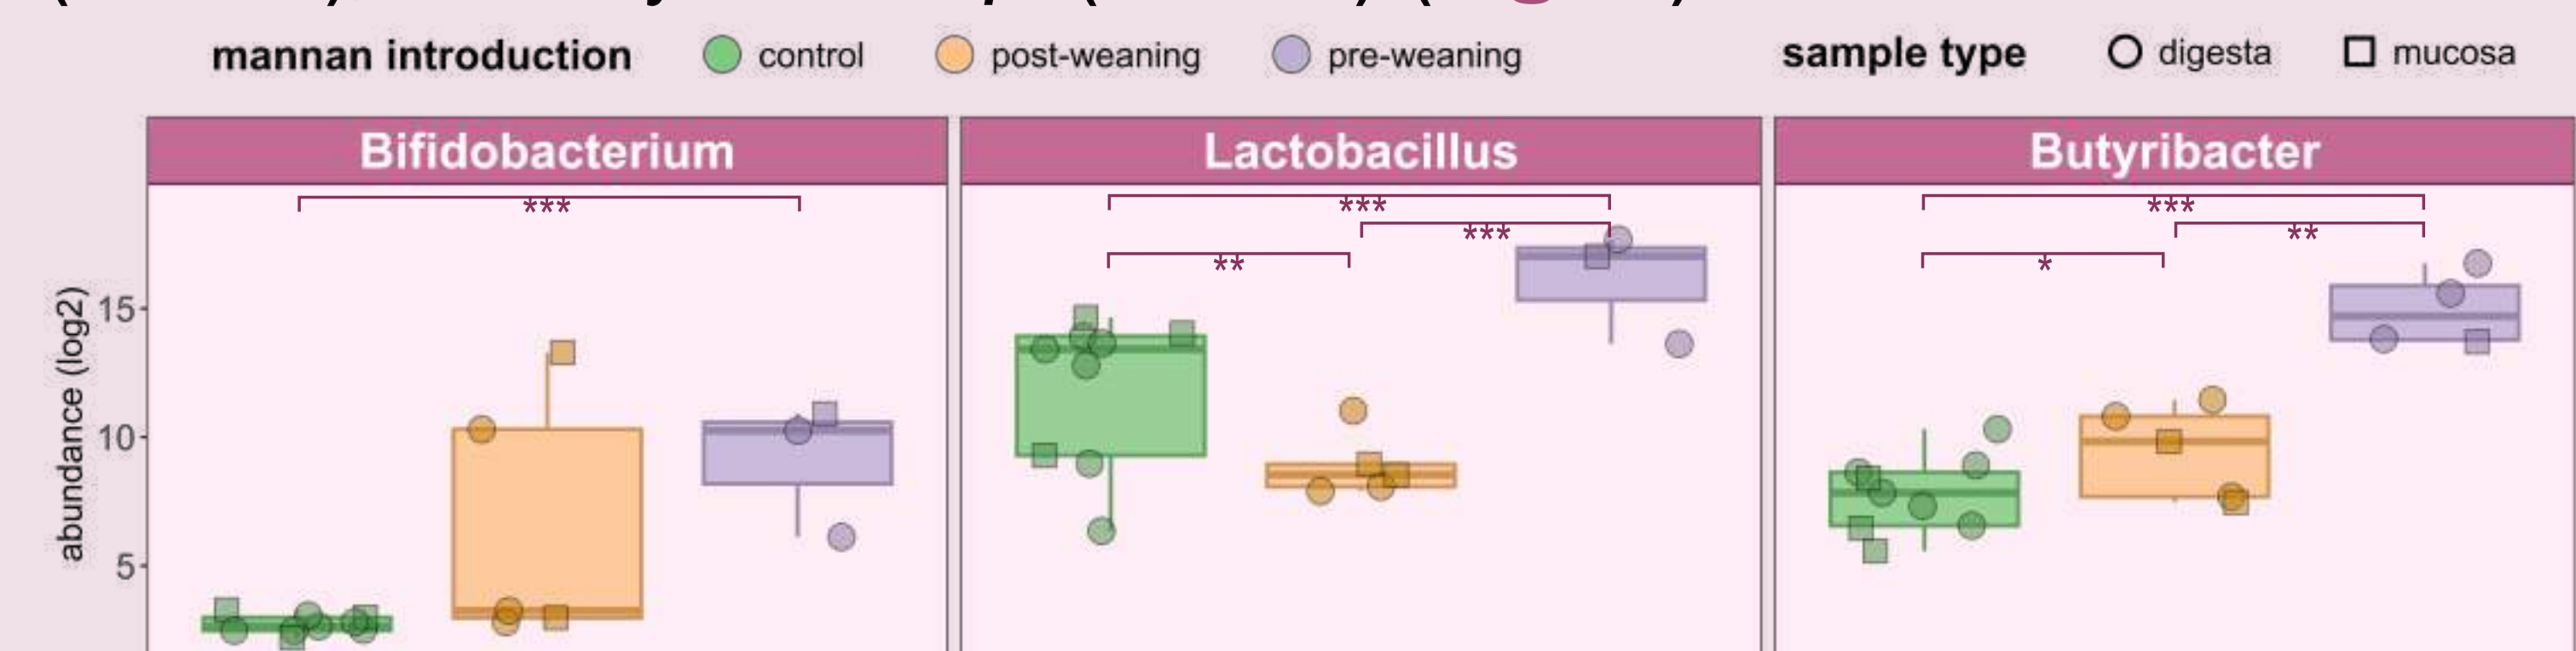 mannan introduction control post-weaning pre-weaning sample type digesta mucosa
Bifidobacterium Lactobacillus Butyribacter
*** *** ***
*** **
** *
abundance (log2)
15
10
5